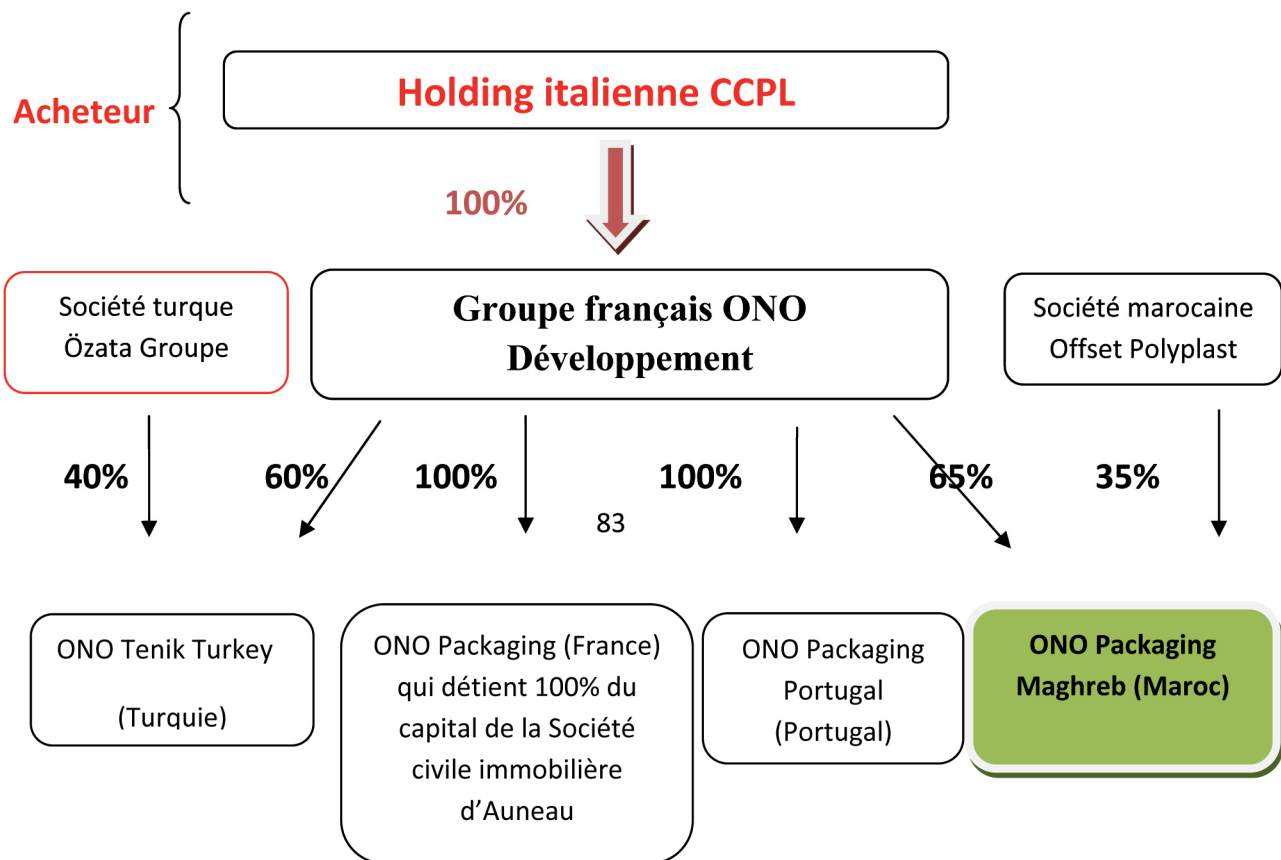 Acheteur
Holding italienne CCPL
100%
Société turque
Özata Groupe
Groupe français ONO
Développement
Société marocaine
Offset Polyplast
40%
60%
100%
100%
65%
35%
83
ONO Tenik Turkey
(Turquie)
ONO Packaging (France)
qui détient 100% du
capital de la Société
civile immobilière
d’Auneau
ONO Packaging
Portugal
(Portugal)
ONO Packaging
Maghreb (Maroc)